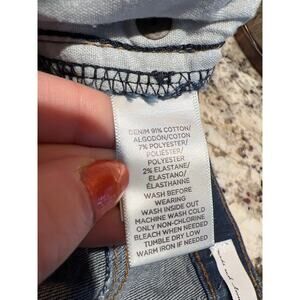 DENIM 91% COTTON/
ALGODÓN/COTON
7% POLYESTER/
POLIÉSTER/
POLYESTER
2% ELASTANE/
ELASTANO/
ÉLASTHANNE
WASH BEFORE
WEARING
WASH INSIDE OUT
MACHINE WASH COLD
ONLY NON-CHLORINE
BLEACH WHEN NEEDED
TUMBLE DRY LOW
WARM IRON IF NEEDED